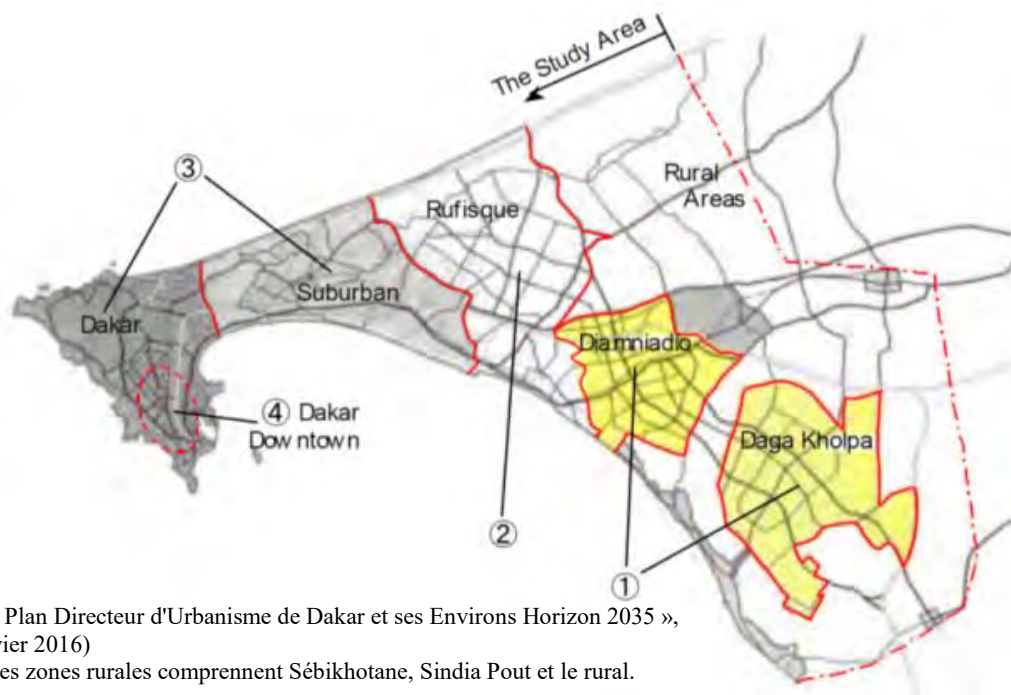 The Study Area
③
Rural
Areas
Rufisque
Suburban
Dakar
Diamniadio
④ Dakar
Downtown
Daga Kholpa
②
①
Plan Directeur d'Urbanisme de Dakar et ses Environs Horizon 2035 »,
vier 2016)
es zones rurales comprennent Sébikhotane, Sindia Pout et le rural.